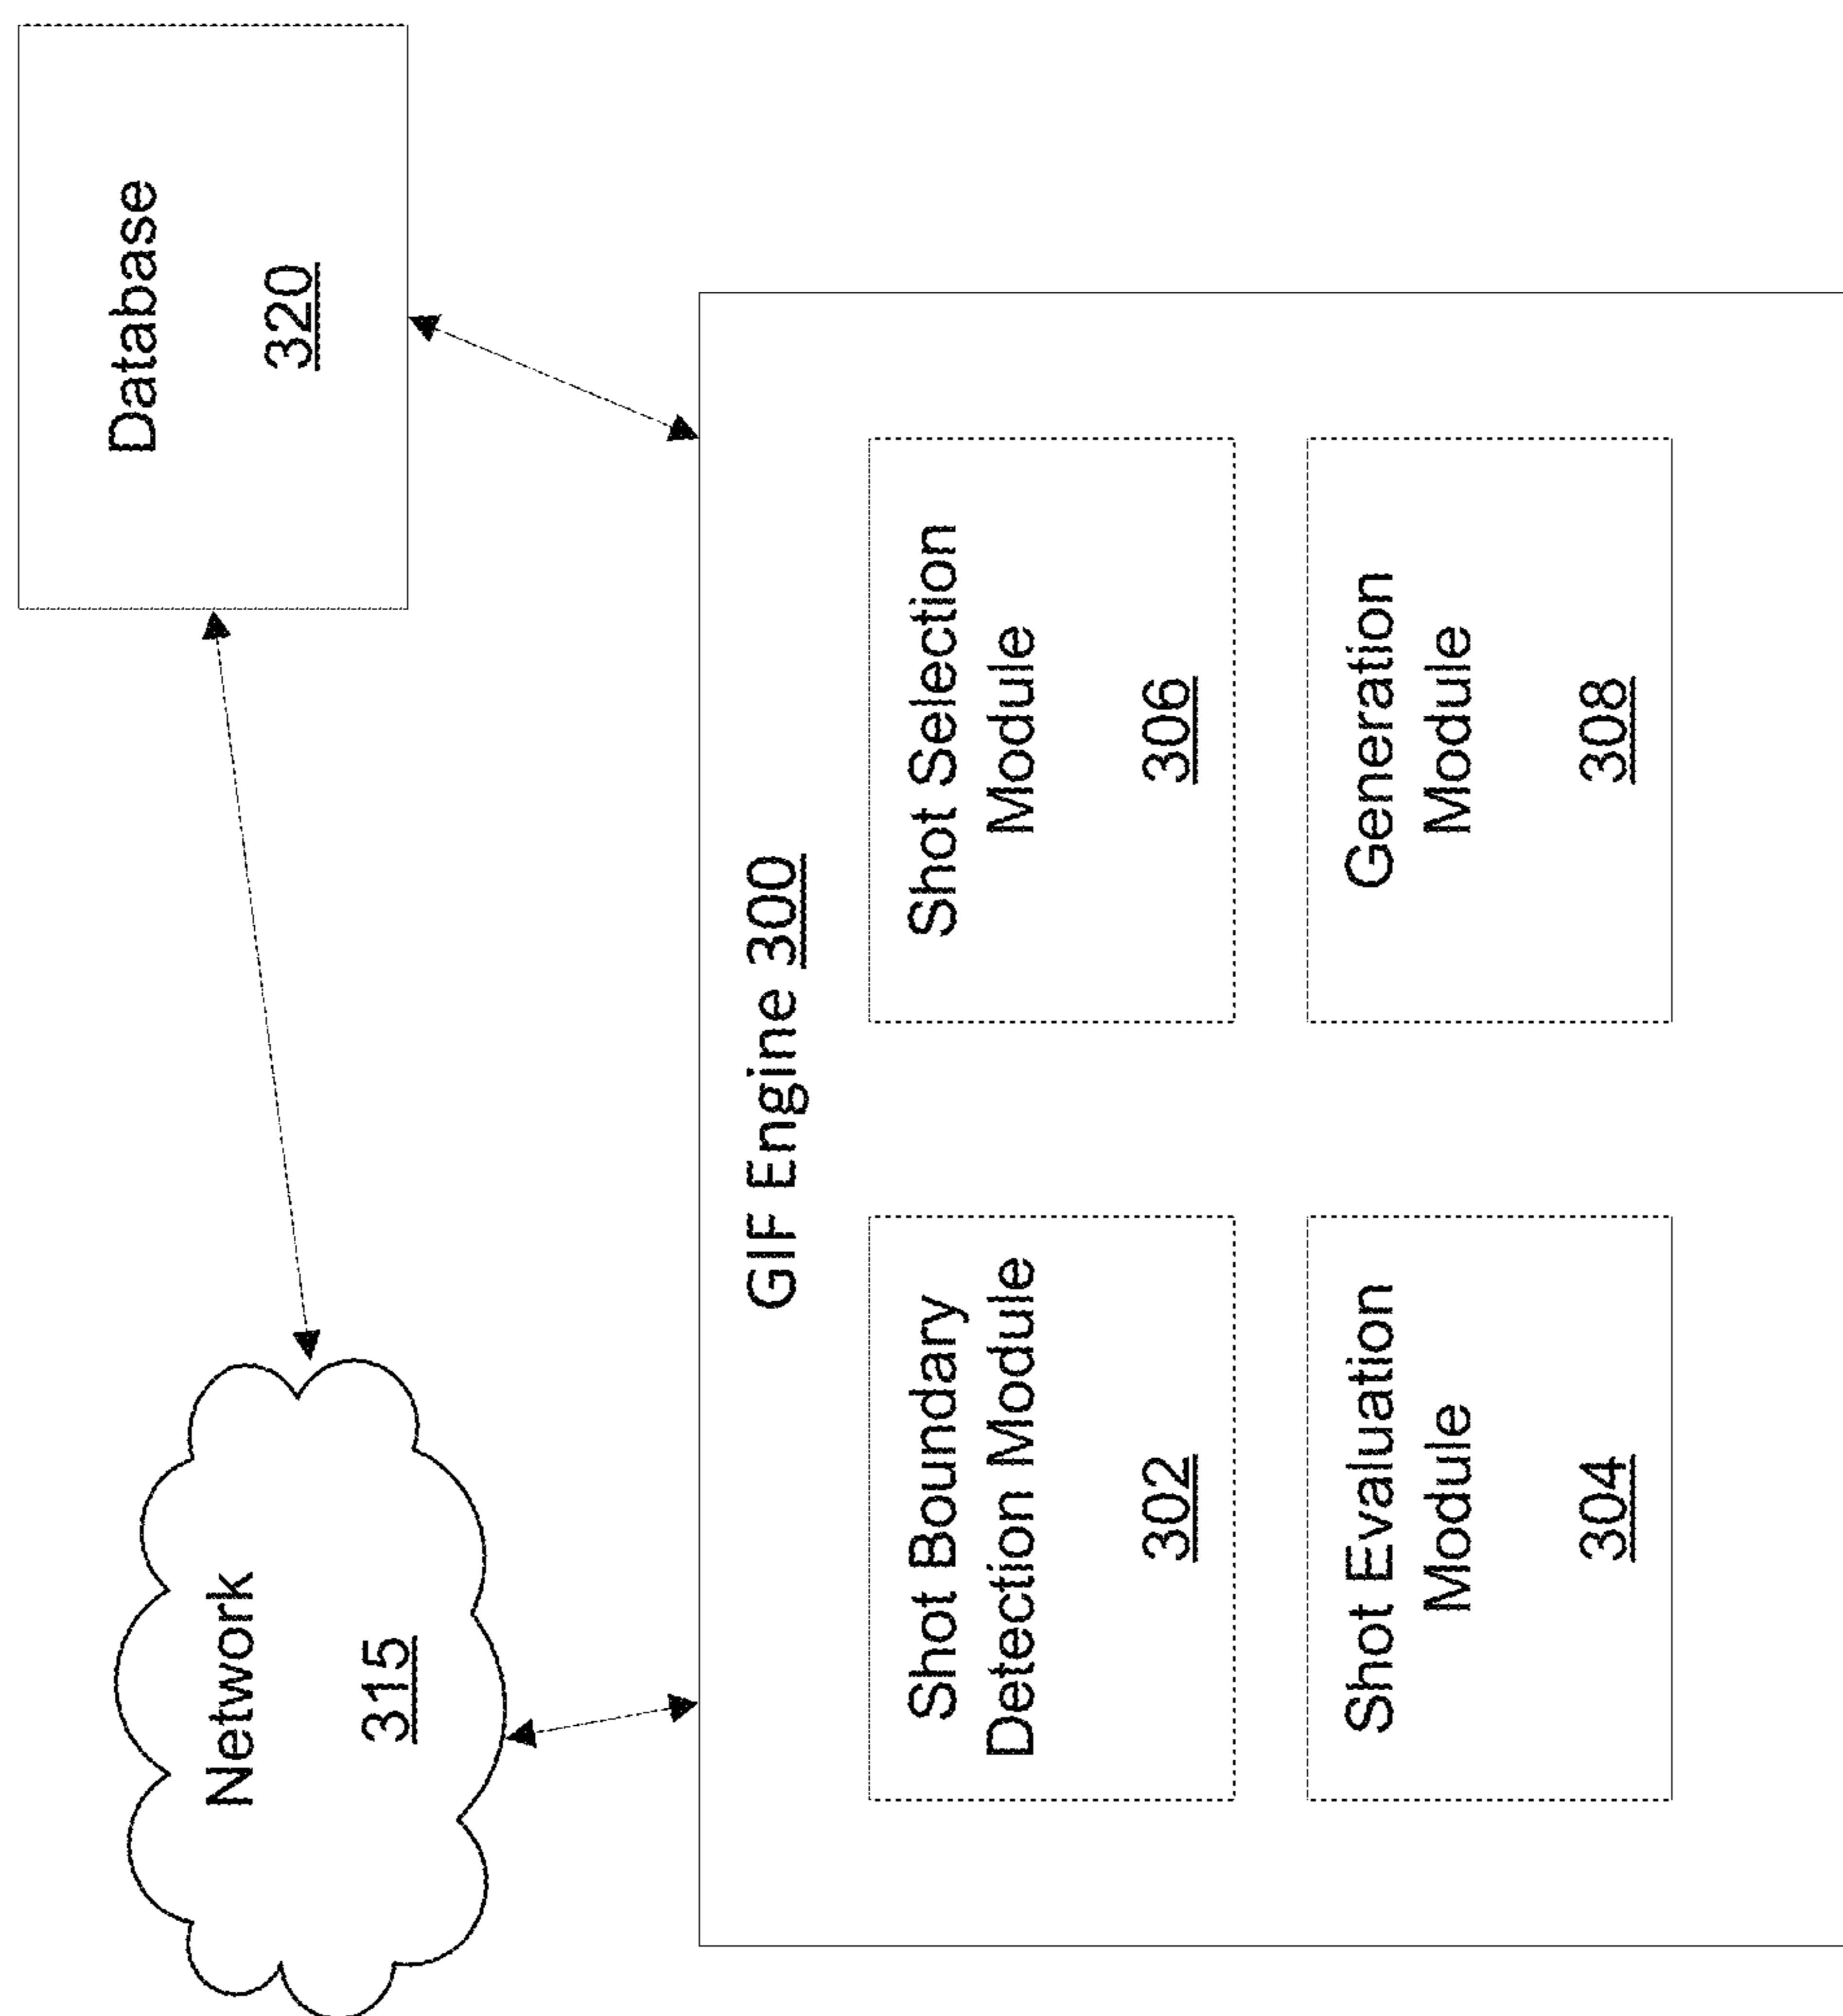 Network
315
Database
320
GIF Engine 300
Shot Boundary
Detection Module
302
Shot Selection
Module
306
Shot Evaluation
Module
304
Generation
Module
308